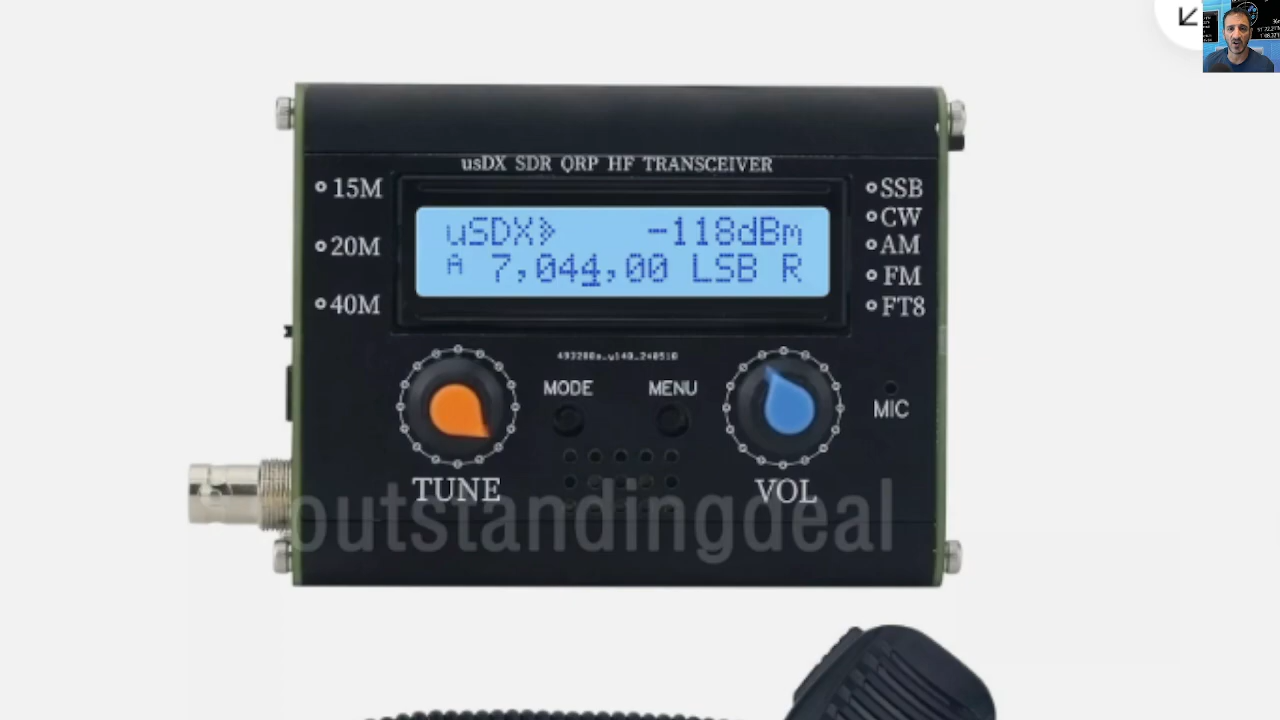 usDX SDR QRP HF TRANSCEIVER
15M
20M
40M
uSDX -118dBm
A 7,044,00 LSB R
SSB
CW
AM
FM
FT8
MODE
MENU
MIC
TUNE
VOL
outstandingdeal